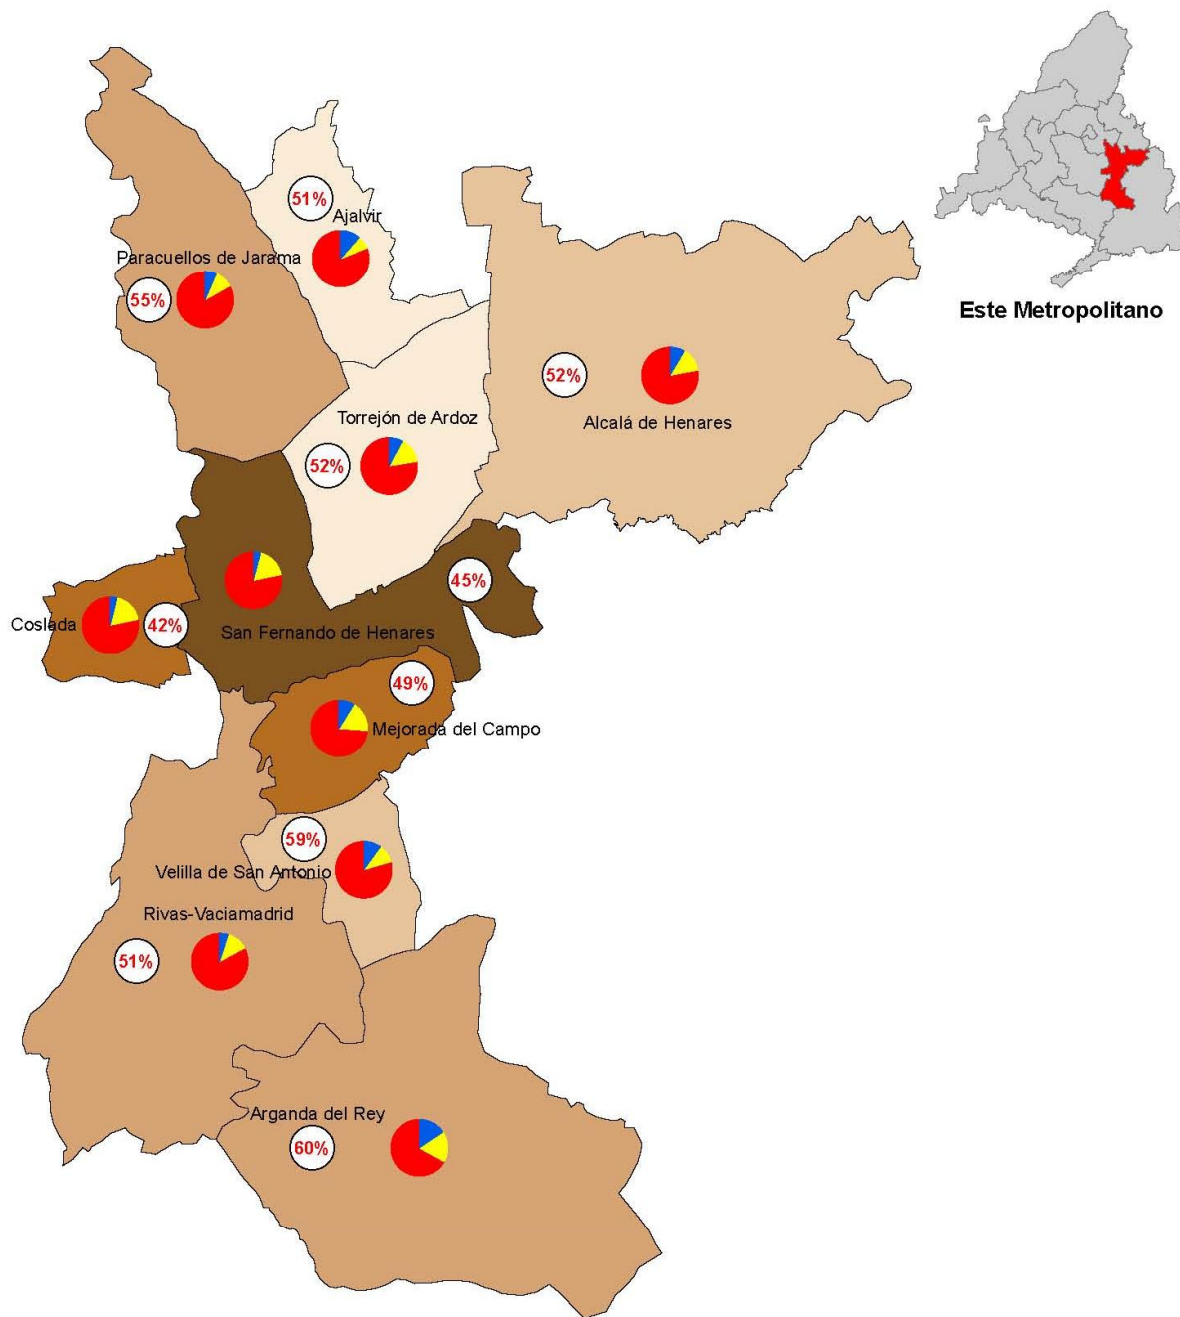 51%
Ajalvir
Paracuellos de Jarama
55%
Este Metropolitano
52%
Alcalá de Henares
Torrejón de Ardoz
52%
45%
Coslada
42%
San Fernando de Henares
49%
Mejorada del Campo
59%
Velilla de San Antonio
Rivas-Vaciamadrid
51%
Arganda del Rey
60%